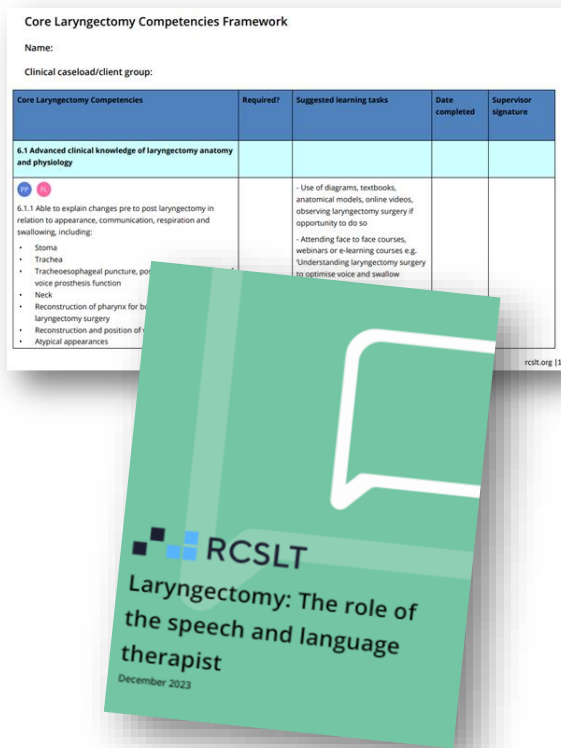 Core Laryngectomy Competencies Framework
Name:
Clinical caseload/client group:
Core Laryngectomy Competencies
Required?
Suggested learning tasks
Date completed
Supervisor signature
6.1 Advanced clinical knowledge of laryngectomy anatomy
and physiology
PP FL
6.1.1 Able to explain changes pre to post laryngectomy in
relation to appearance, communication, respiration and
swallowing, including:
• Stoma
• Trachea
• Tracheoesophageal puncture,
voice prosthesis function
• Neck
• Reconstruction of pharynx for
laryngectomy surgery
• Reconstruction and position of
• Atypical appearances
- Use of diagrams, textbooks,
anatomical models, online videos,
observing laryngectomy surgery if
opportunity to do so
- Attending face to face courses,
webinars or e-learning courses e.g.
'Understanding laryngectomy surgery
to optimise voice and swallow
rcslt.org |1
RCSLT
Laryngectomy: The role of
the speech and language
therapist
December 2023